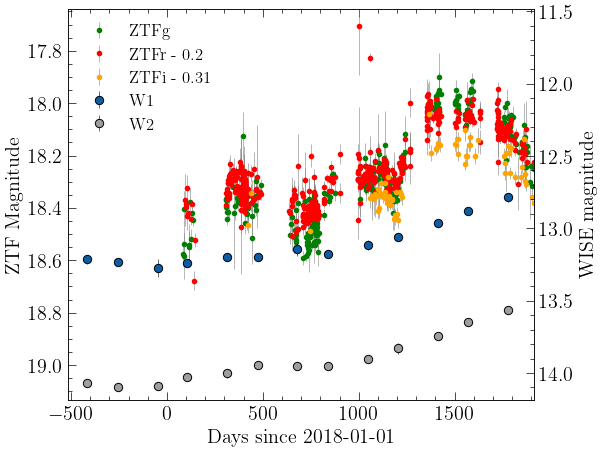 ZTFg
ZTFr - 0.2
ZTFi - 0.31
W1
W2
17.8
18.0
18.2
18.4
18.6
18.8
19.0
ZTF Magnitude
11.5
12.0
12.5
13.0
13.5
14.0
WISE magnitude
−500
0
500
1000
1500
Days since 2018-01-01